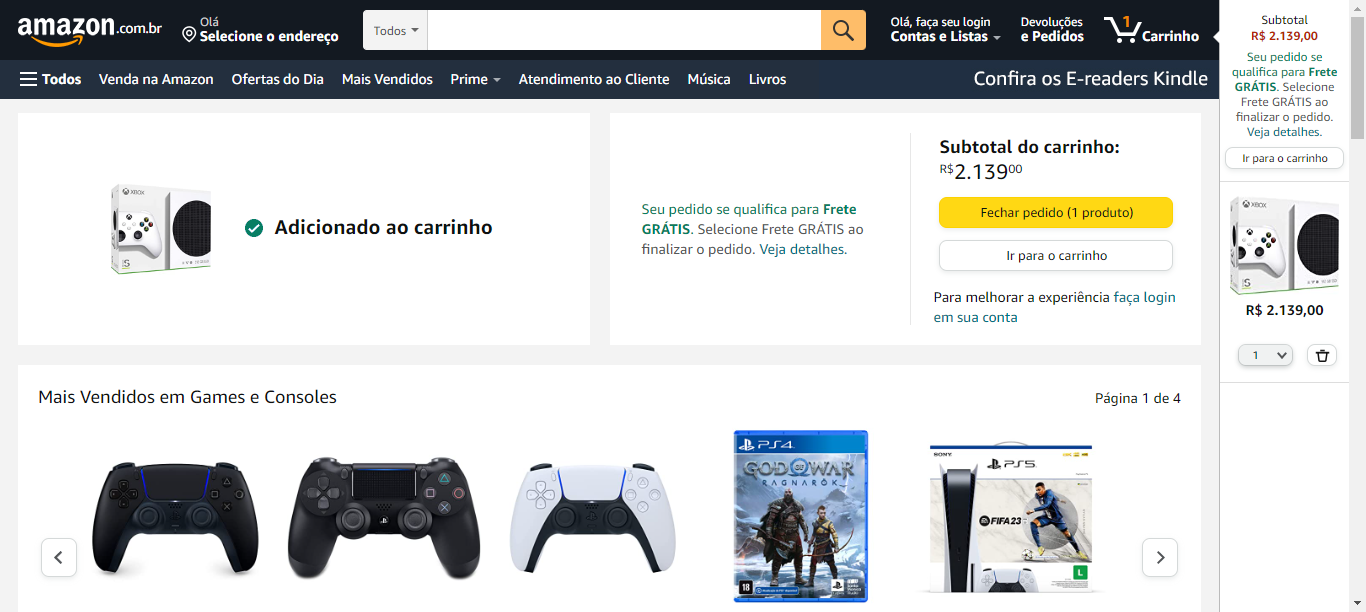 amazon.com.br
Olá
Selecione o endereço
Todos
Olá, faça seu login
Contas e Listas
Devoluções
e Pedidos
1
Carrinho
Todos
Venda na Amazon
Ofertas do Dia
Mais Vendidos
Prime
Atendimento ao Cliente
Música
Livros
Confira os E-readers Kindle
XBOX
S
Adicionado ao carrinho
Seu pedido se qualifica para Frete
GRÁTIS. Selecione Frete GRÁTIS ao
finalizar o pedido. Veja detalhes.
Subtotal do carrinho:
R$2.13900
Fechar pedido (1 produto)
Ir para o carrinho
Para melhorar a experiência faça login
em sua conta
Mais Vendidos em Games e Consoles
Página 1 de 4
PS4
GOD OF WAR
RAGNARÖK
18
SONY
PS5
FIFA 23
L
Subtotal
R$ 2.139,00
Seu pedido se
qualifica para Frete
GRÁTIS. Selecione
Frete GRÁTIS ao
finalizar o pedido.
Veja detalhes.
Ir para o carrinho
XBOX
S
R$ 2.139,00
1